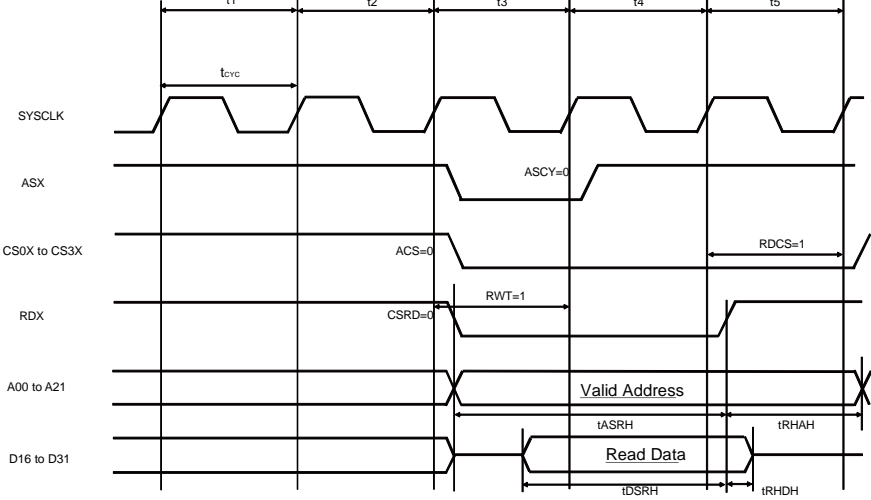 t1 t2 t3 t4 t5
tCYC
SYSCLK
ASX ASCY=0
CS0X to CS3X ACS=0 RDCS=1
RDX CSRD=0 RWT=1
A00 to A21 Valid Address
tASRH tRHAH
D16 to D31 Read Data
tDSRH tRHDH